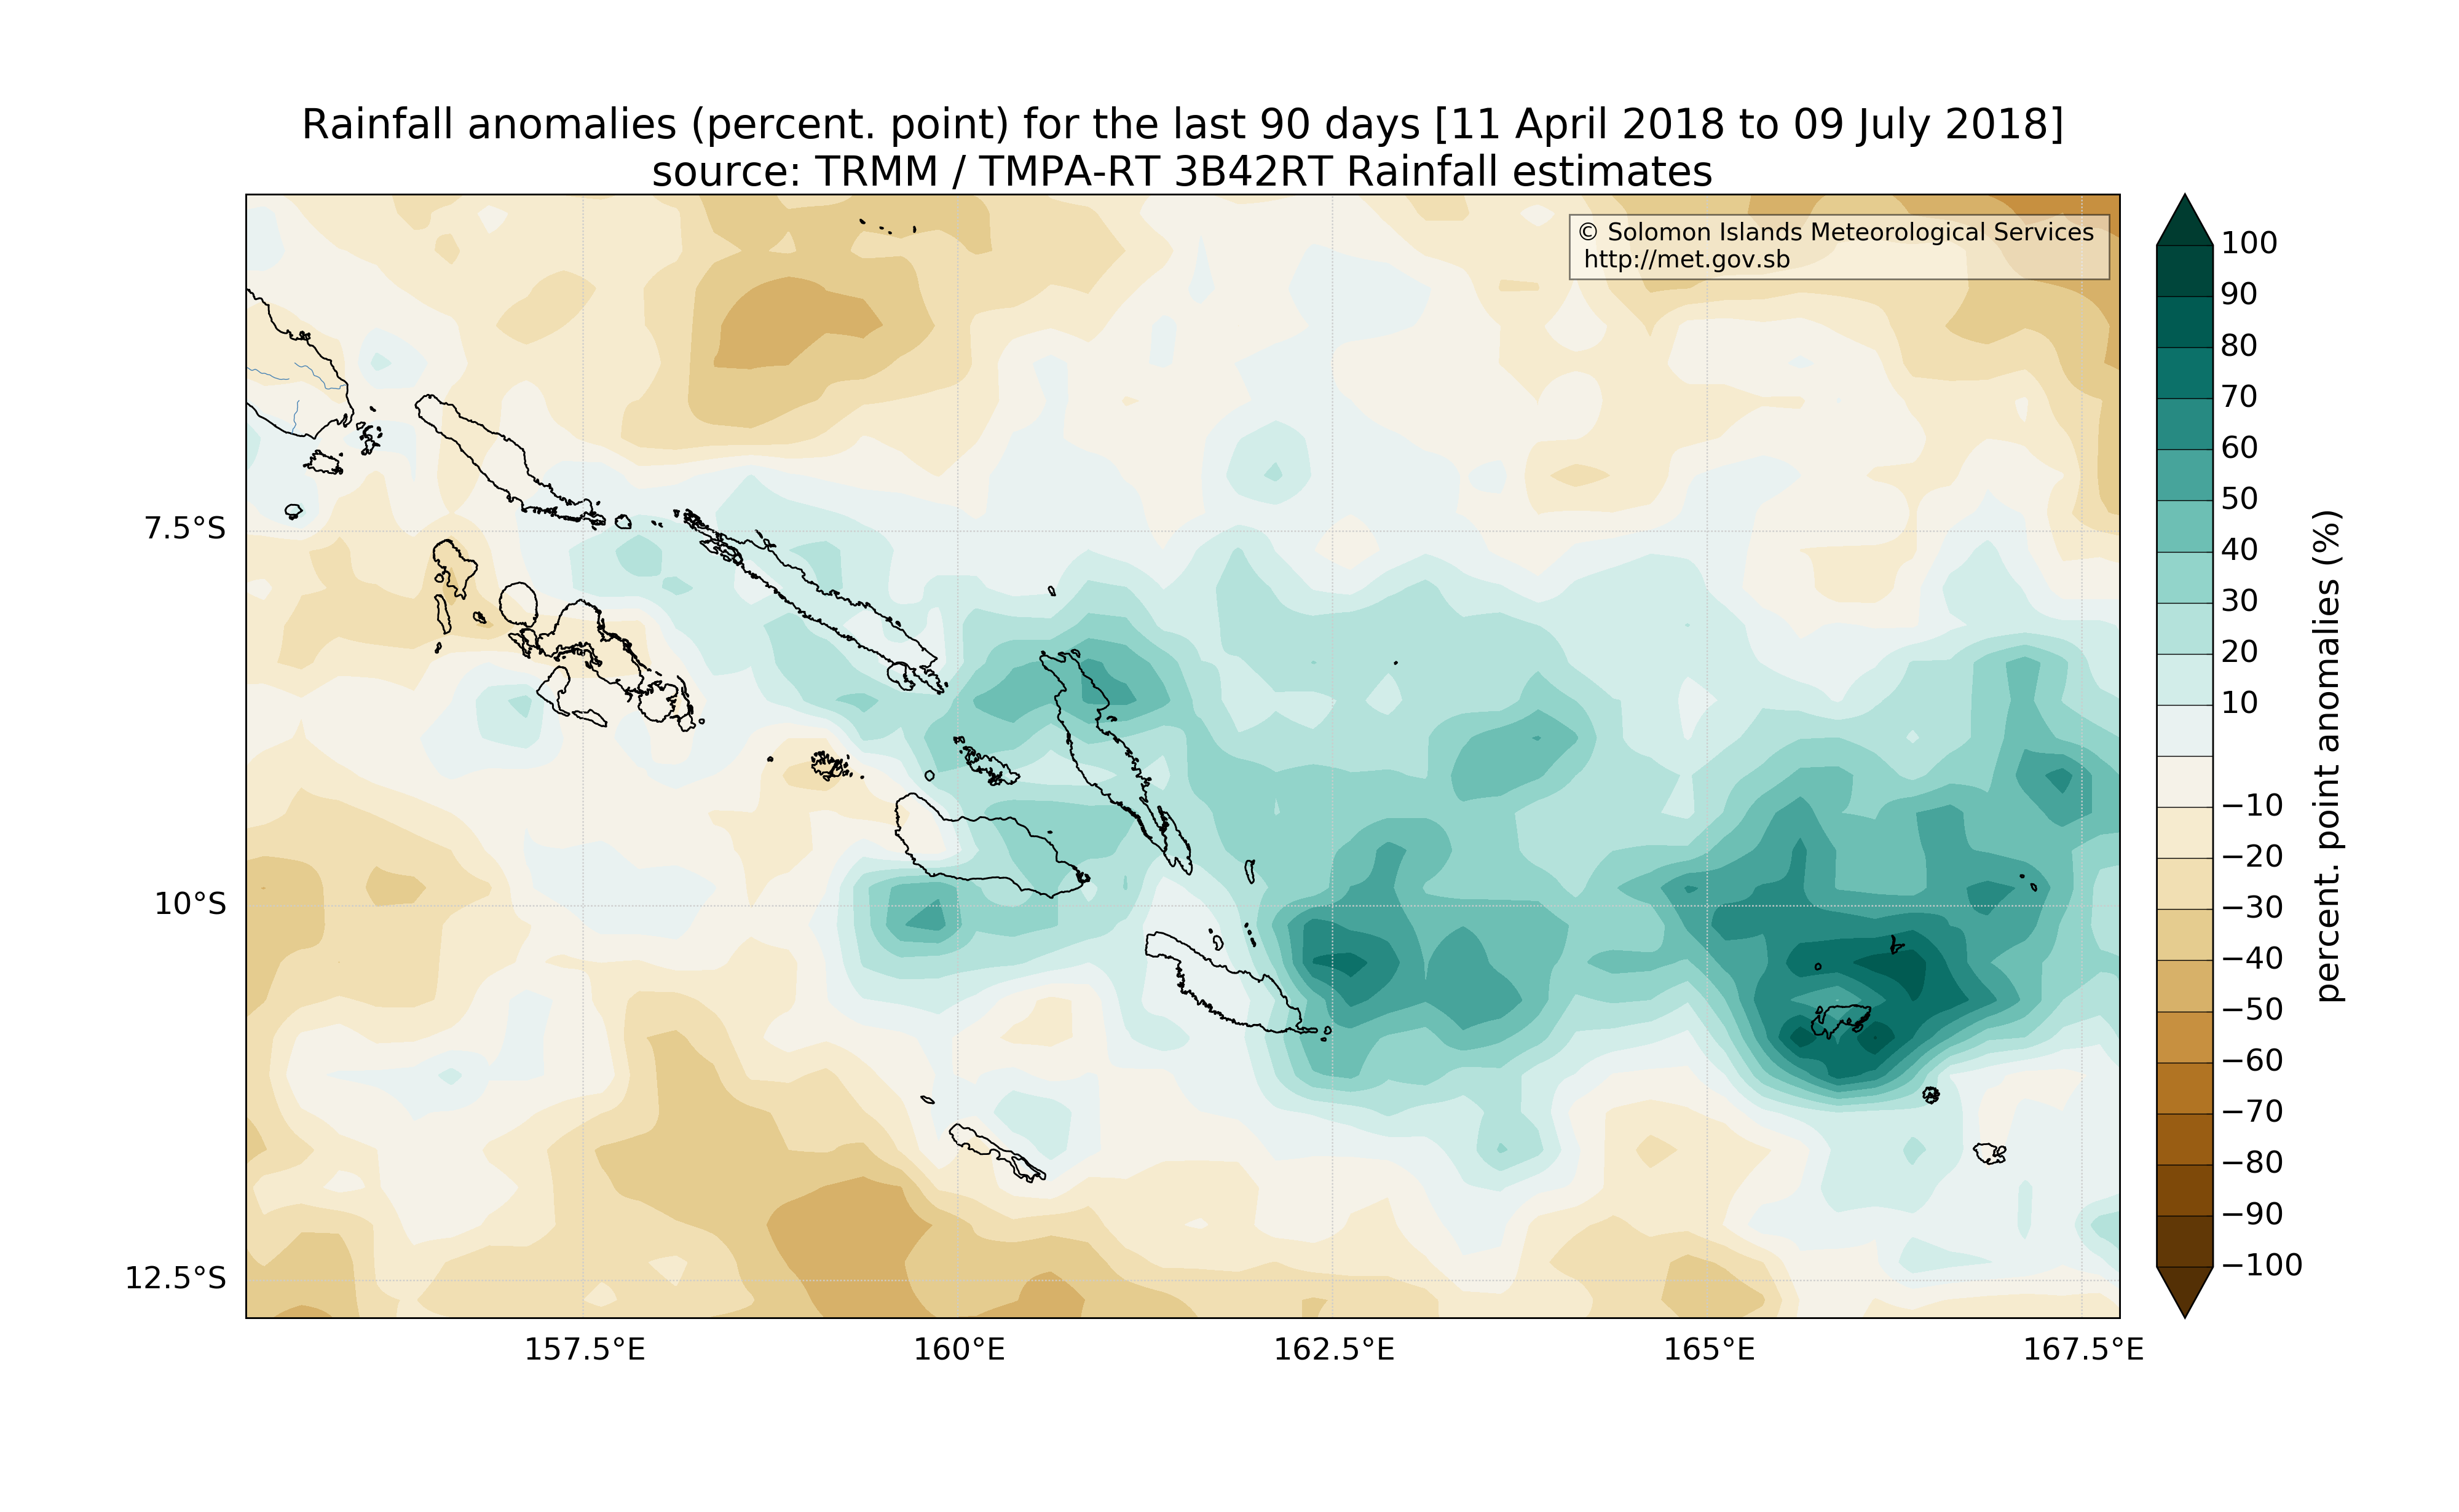 Rainfall anomalies (percent. point) for the last 90 days [11 April 2018 to 09 July 2018]
source: TRMM / TMPA-RT 3B42RT Rainfall estimates
© Solomon Islands Meteorological Services
http://met.gov.sb
7.5°S
10°S
12.5°S
157.5°E
160°E
162.5°E
165°E
167.5°E
100
90
80
70
60
50
40
30
20
10
−10
−20
−30
−40
−50
−60
−70
−80
−90
−100
percent. point anomalies (%)